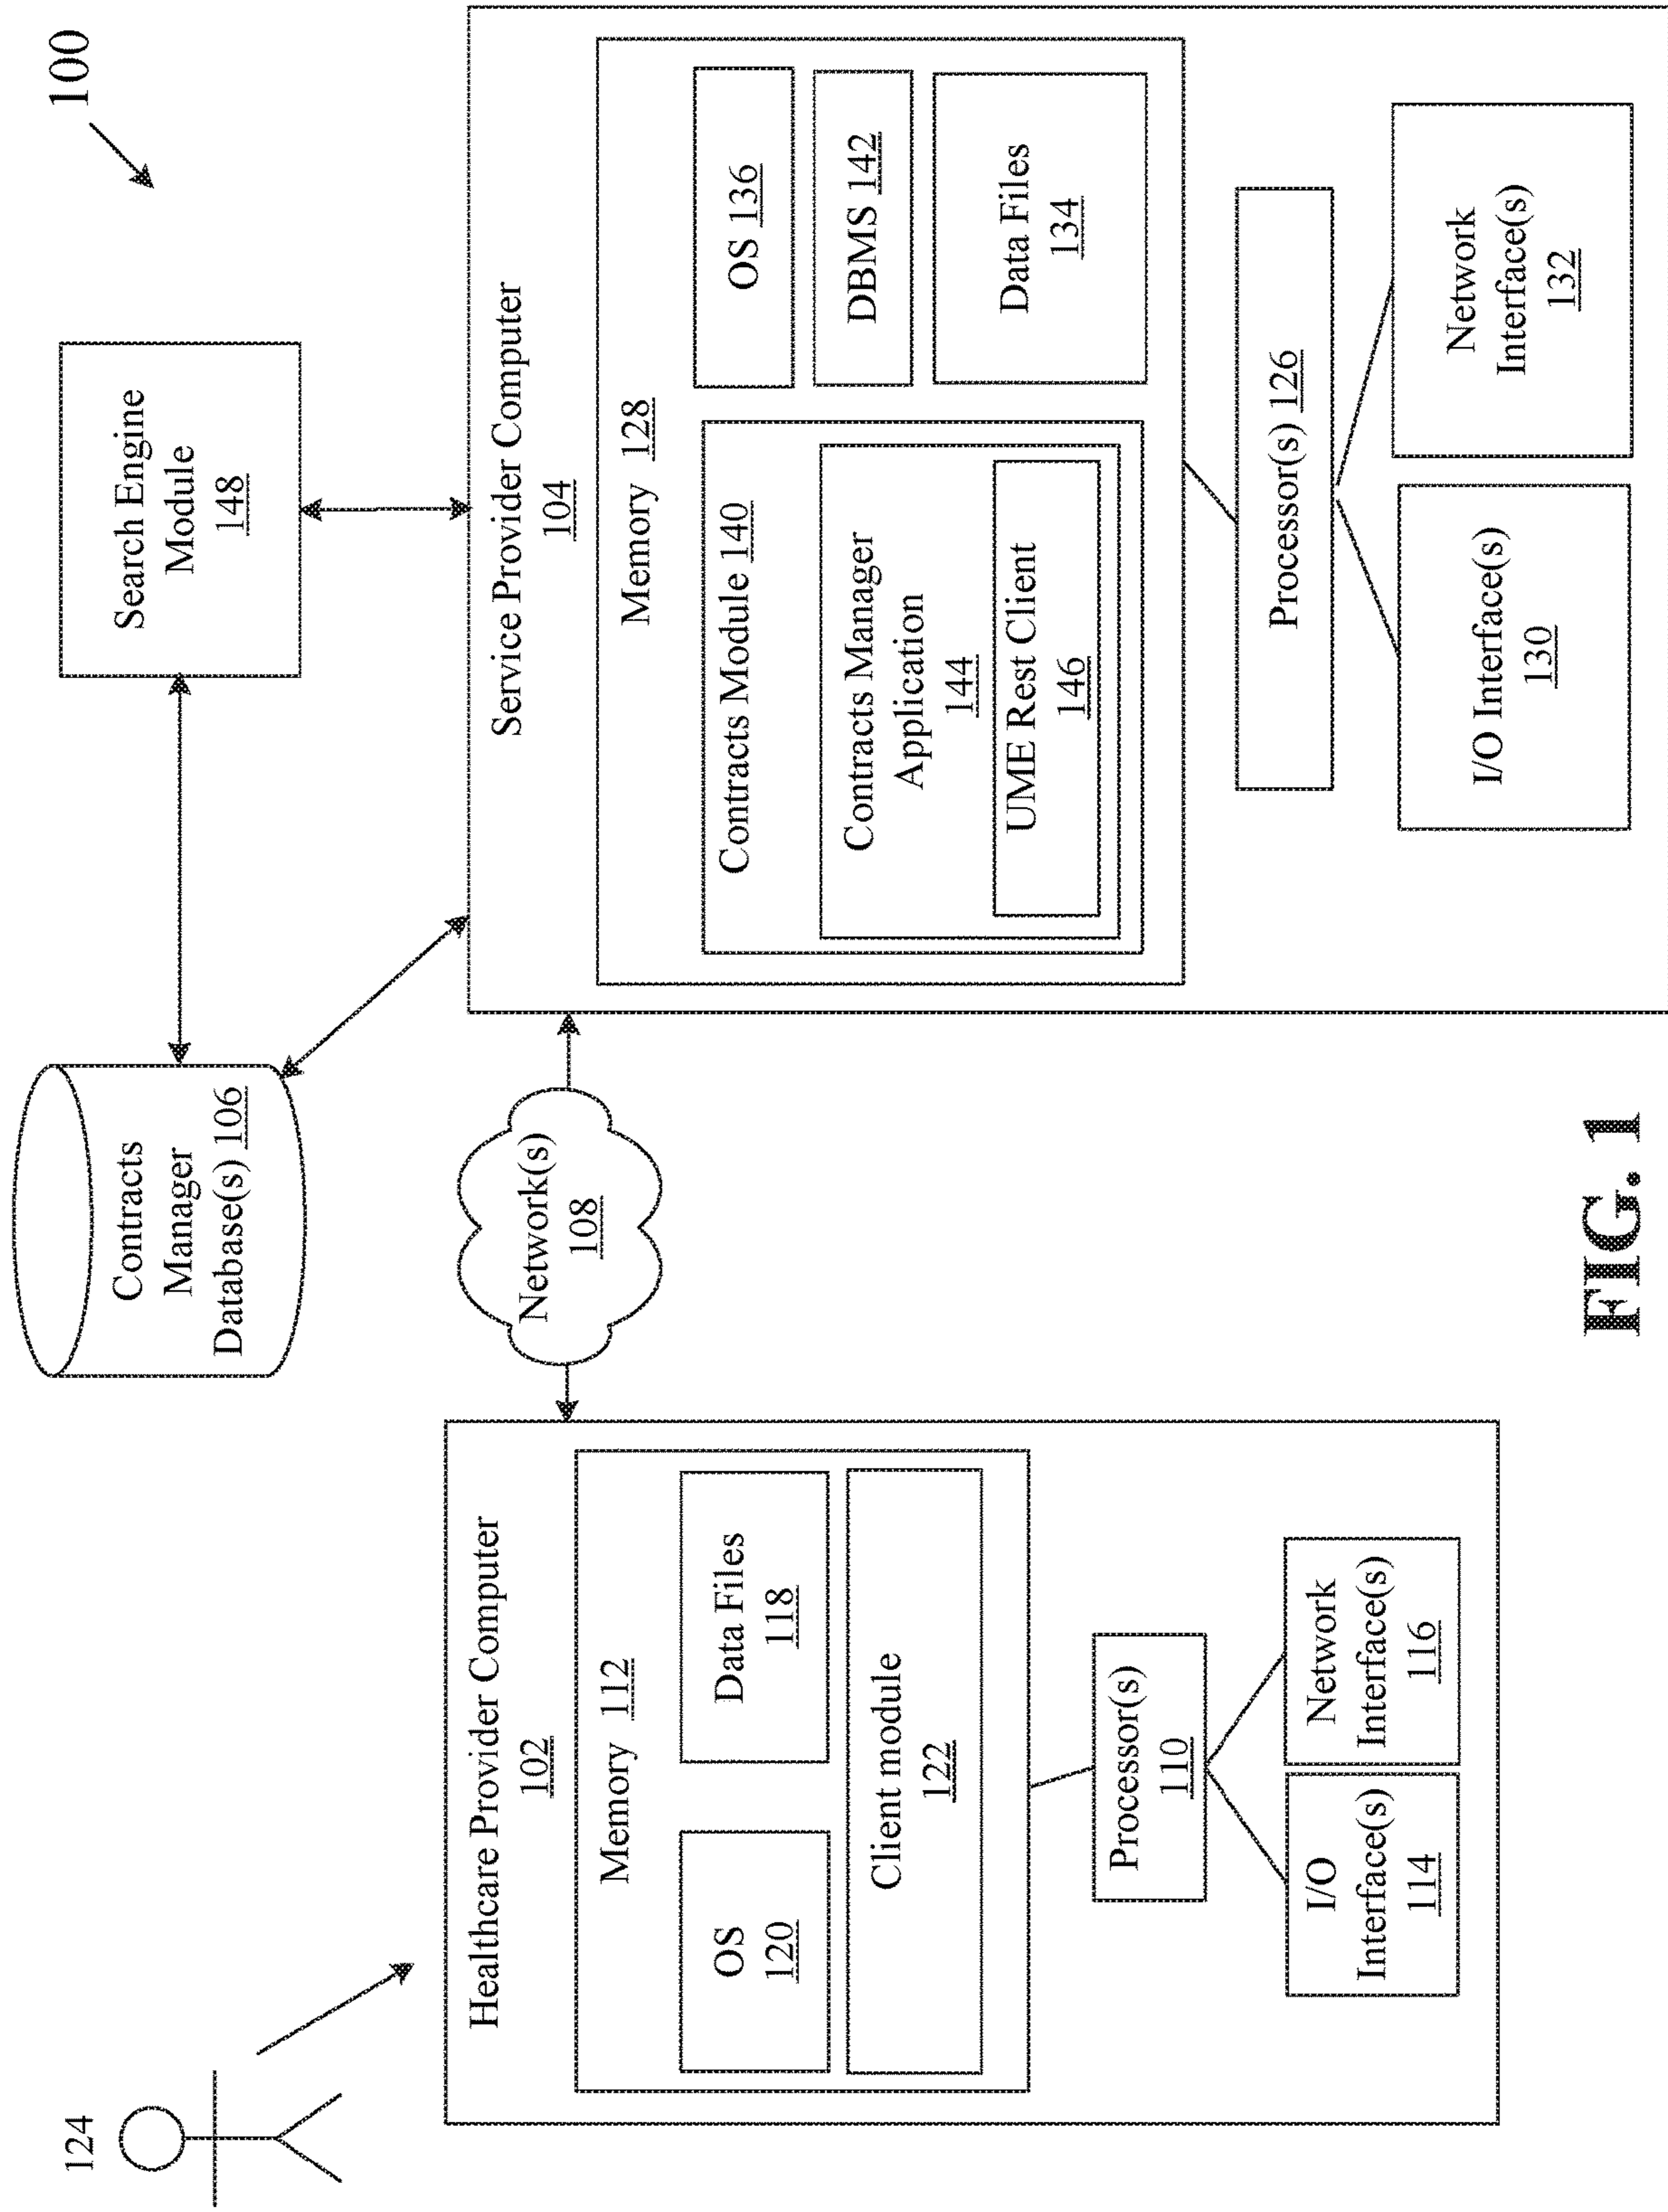 100
124
Contracts
Manager
Database(s) 106
Search Engine
Module
148
Healthcare Provider Computer
102
Memory 112
OS
120
Data Files
118
Client module
122
Processor(s)
110
I/O
Interface(s)
114
Network
Interface(s)
116
Network(s)
108
Service Provider Computer
104
Memory 128
Contracts Module 140
Contracts Manager
Application
144
UME Rest Client
146
OS 136
DBMS 142
Data Files
134
Processor(s) 126
I/O Interface(s)
130
Network
Interface(s)
132
FIG. 1